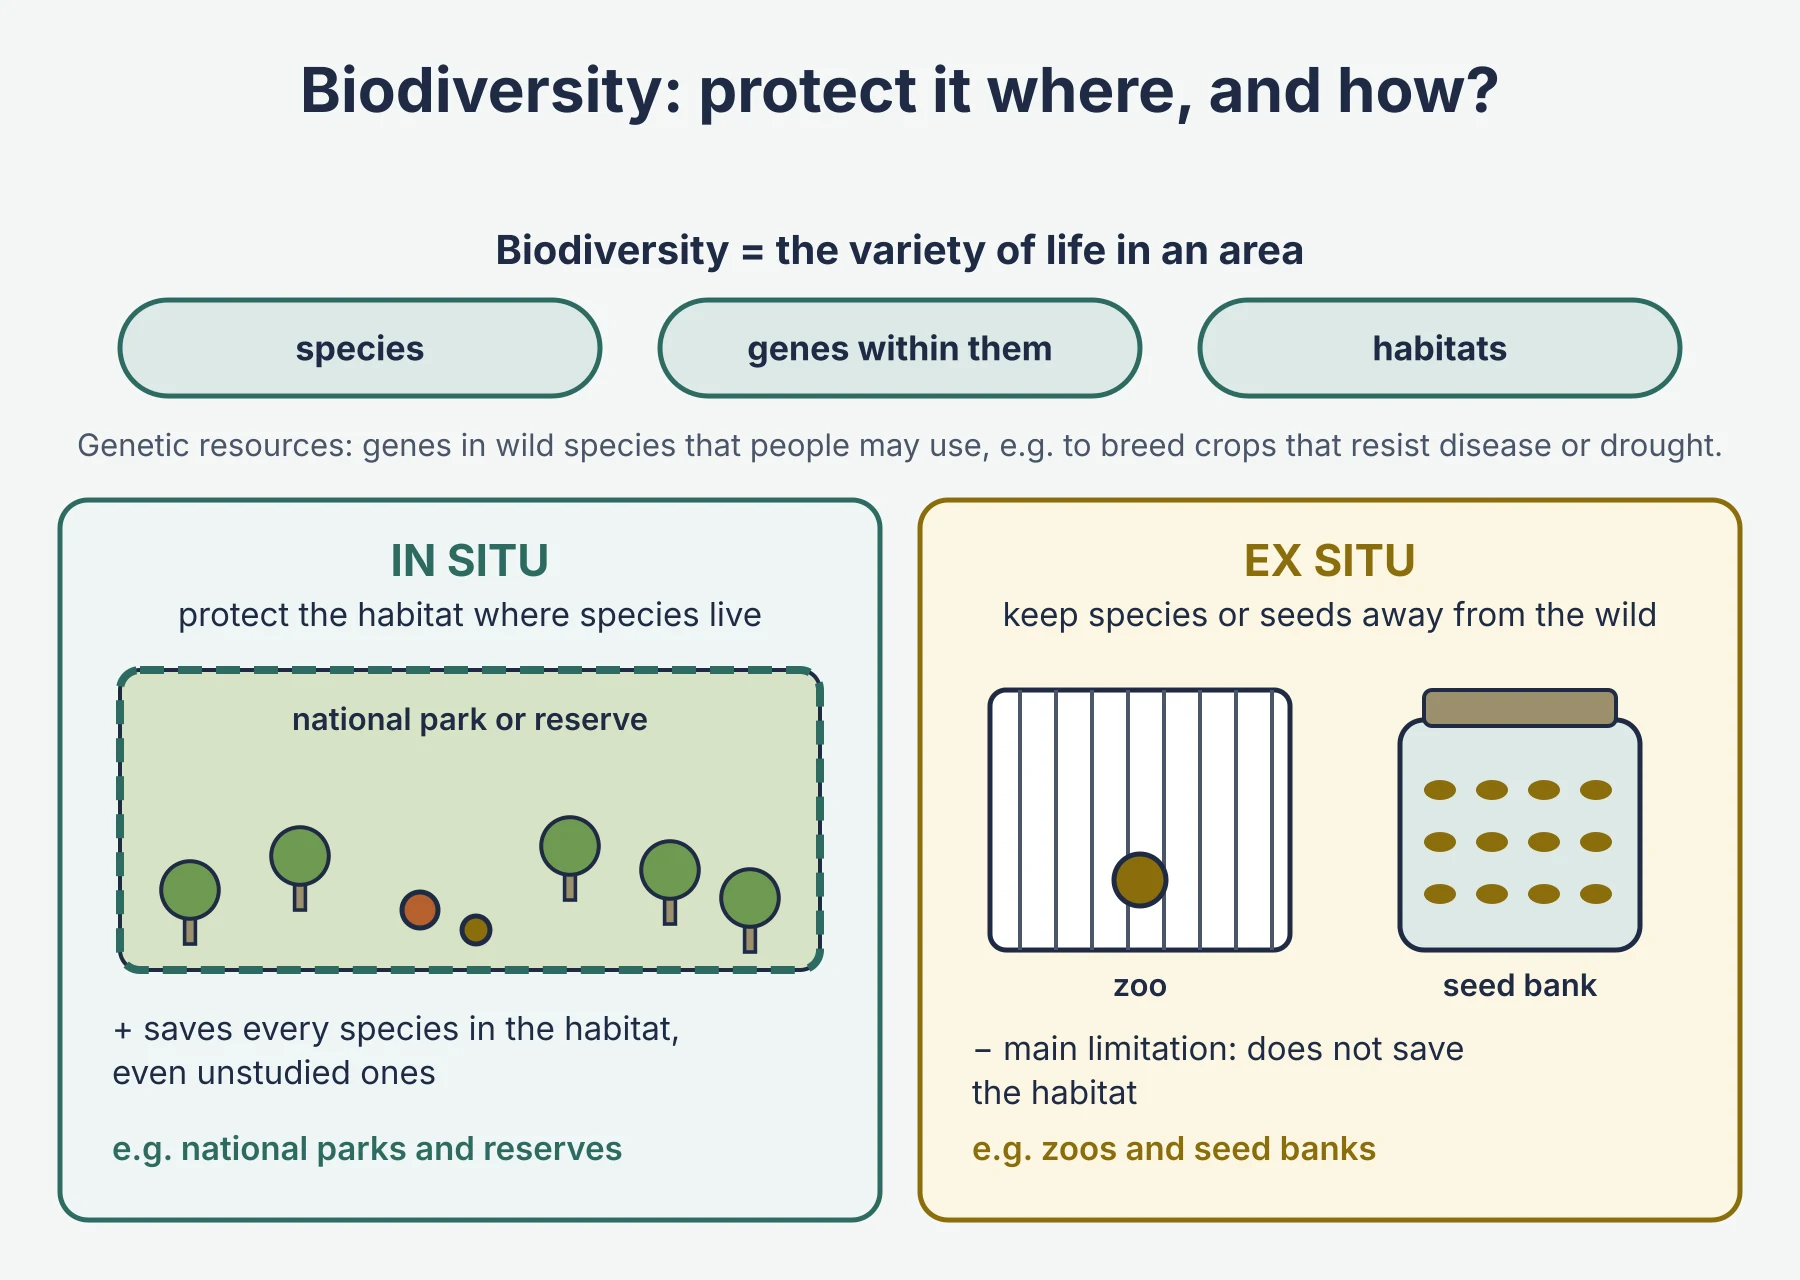 Biodiversity: protect it where, and how?
Biodiversity = the variety of life in an area
species
genes within them
habitats
Genetic resources: genes in wild species that people may use, e.g. to breed crops that resist disease or drought.
IN SITU
protect the habitat where species live
national park or reserve
+ saves every species in the habitat,
even unstudied ones
e.g. national parks and reserves
EX SITU
keep species or seeds away from the wild
zoo
seed bank
− main limitation: does not save
the habitat
e.g. zoos and seed banks